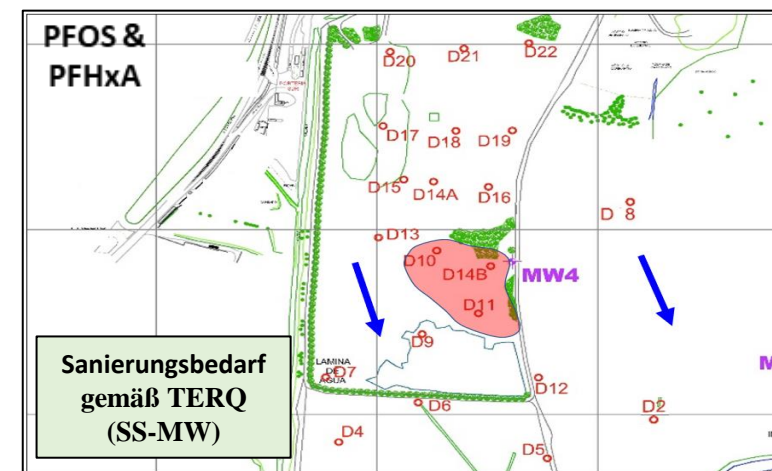 PFOS &
PFHxA
D20
D21
D22
D17
D18
D19
D15
D14A
D16
D 8
D13
D10
D14B
MW4
D11
D9
LAMINA
DE
AGUA
D7
D12
D6
D2
D4
D5
M
Sanierungsbedarf
gemäß TERQ
(SS-MW)